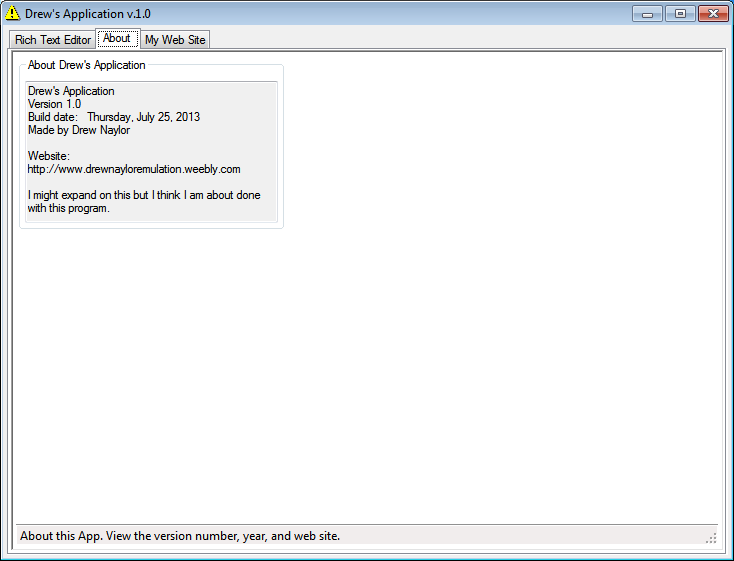 Drew's Application v.1.0
Rich Text Editor
About
My Web Site
About Drew's Application
Drew's Application
Version 1.0
Build date:   Thursday, July 25, 2013
Made by Drew Naylor
Website:
http://www.drewnayloremulation.weebly.com
I might expand on this but I think I am about done
with this program.
About this App. View the version number, year, and web site.